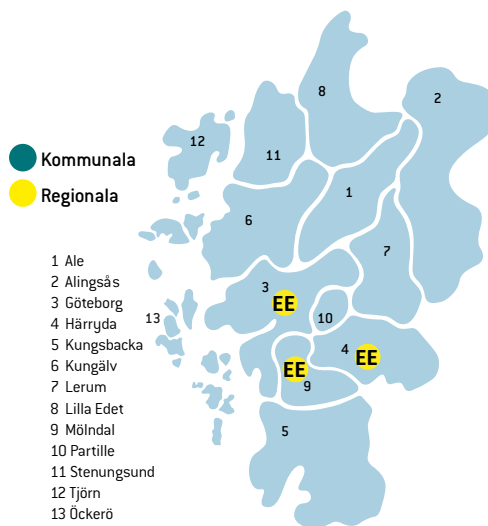 Kommunala
Regionala
1 Ale
2 Alingsås
3 Göteborg
4 Härryda
5 Kungsbacka
6 Kungälv
7 Lerum
8 Lilla Edet
9 Mölndal
10 Partille
11 Stenungsund
12 Tjörn
13 Öckerö
8
2
12
11
1
6
7
3
EE
13
10
4
EE
EE
9
5